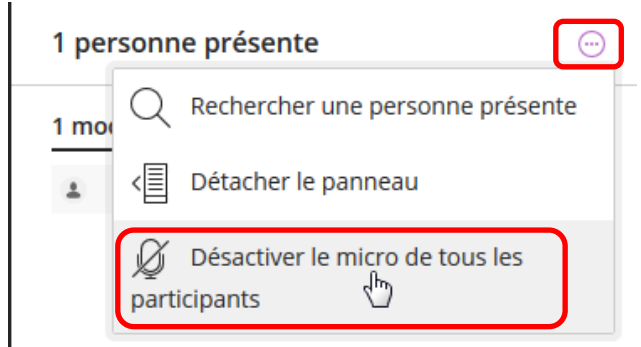 1 personne présente
Rechercher une personne présente
1 mo
Détacher le panneau
Désactiver le micro de tous les
participants